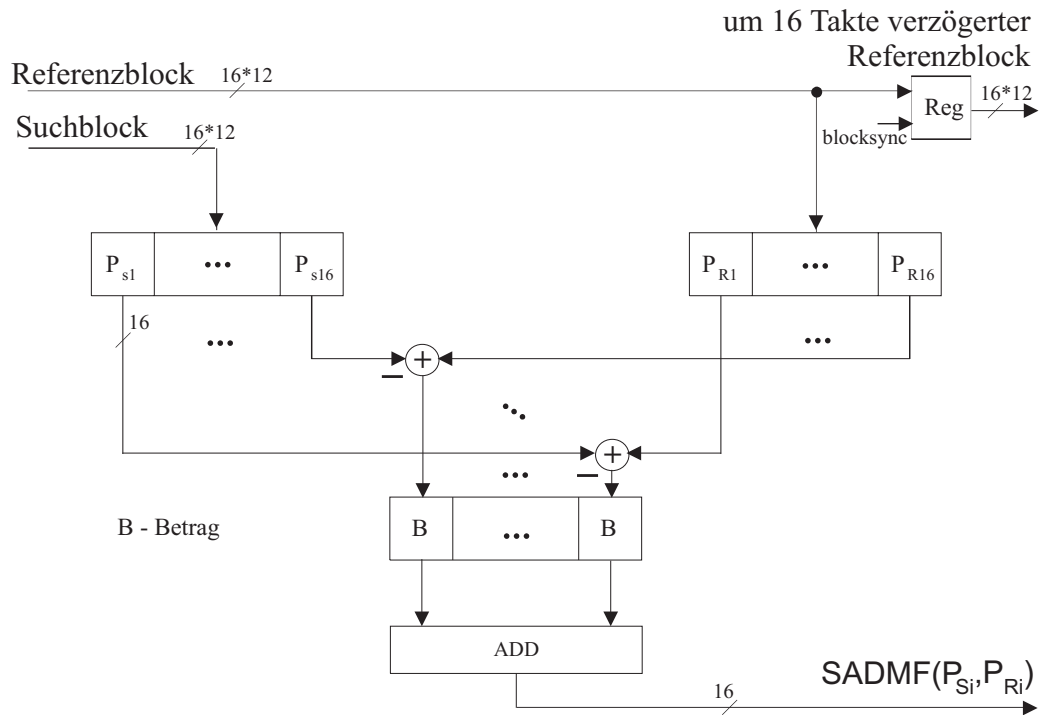 um 16 Takte verzögerter
Referenzblock
Referenzblock 16*12
Reg 16*12
blocksync
Suchblock 16*12
Ps1 ... Ps16
PR1 ... PR16
16 ... ...
+ −
...
+ −
...
B - Betrag
B ... B
ADD
16 SADMF(PSi,PRi)